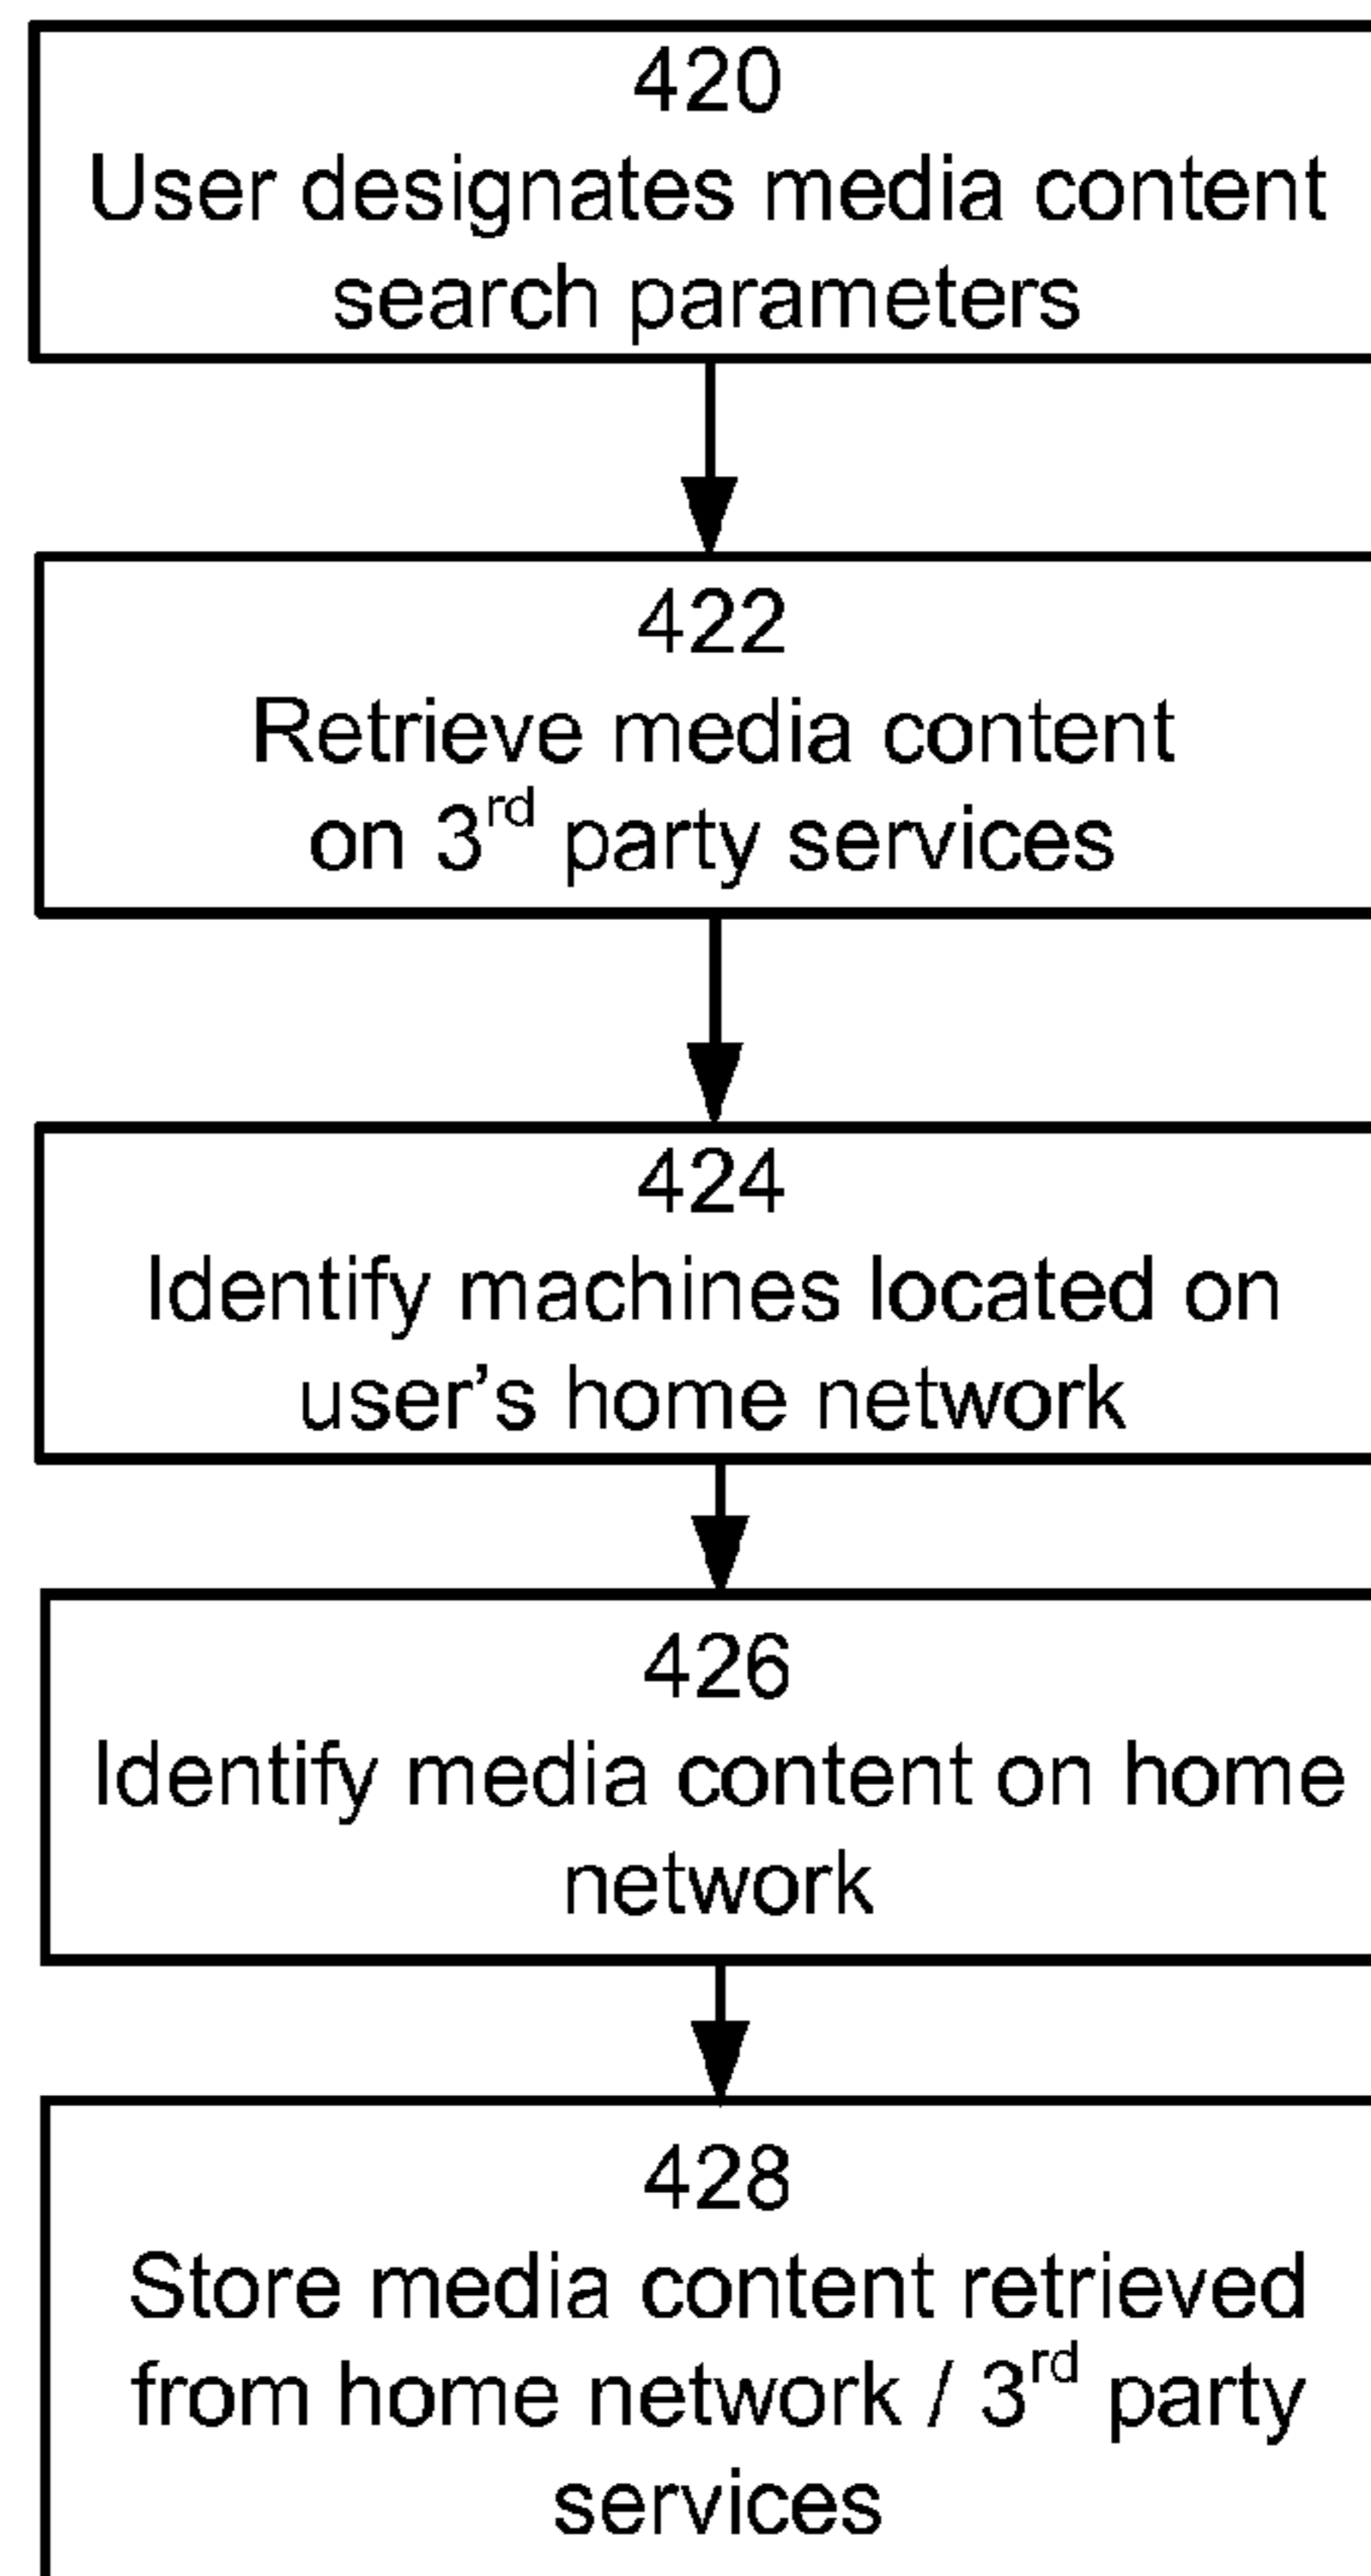 420
User designates media content
search parameters
422
Retrieve media content
on 3rd party services
424
Identify machines located on
user's home network
426
Identify media content on home
network
428
Store media content retrieved
from home network / 3rd party
services